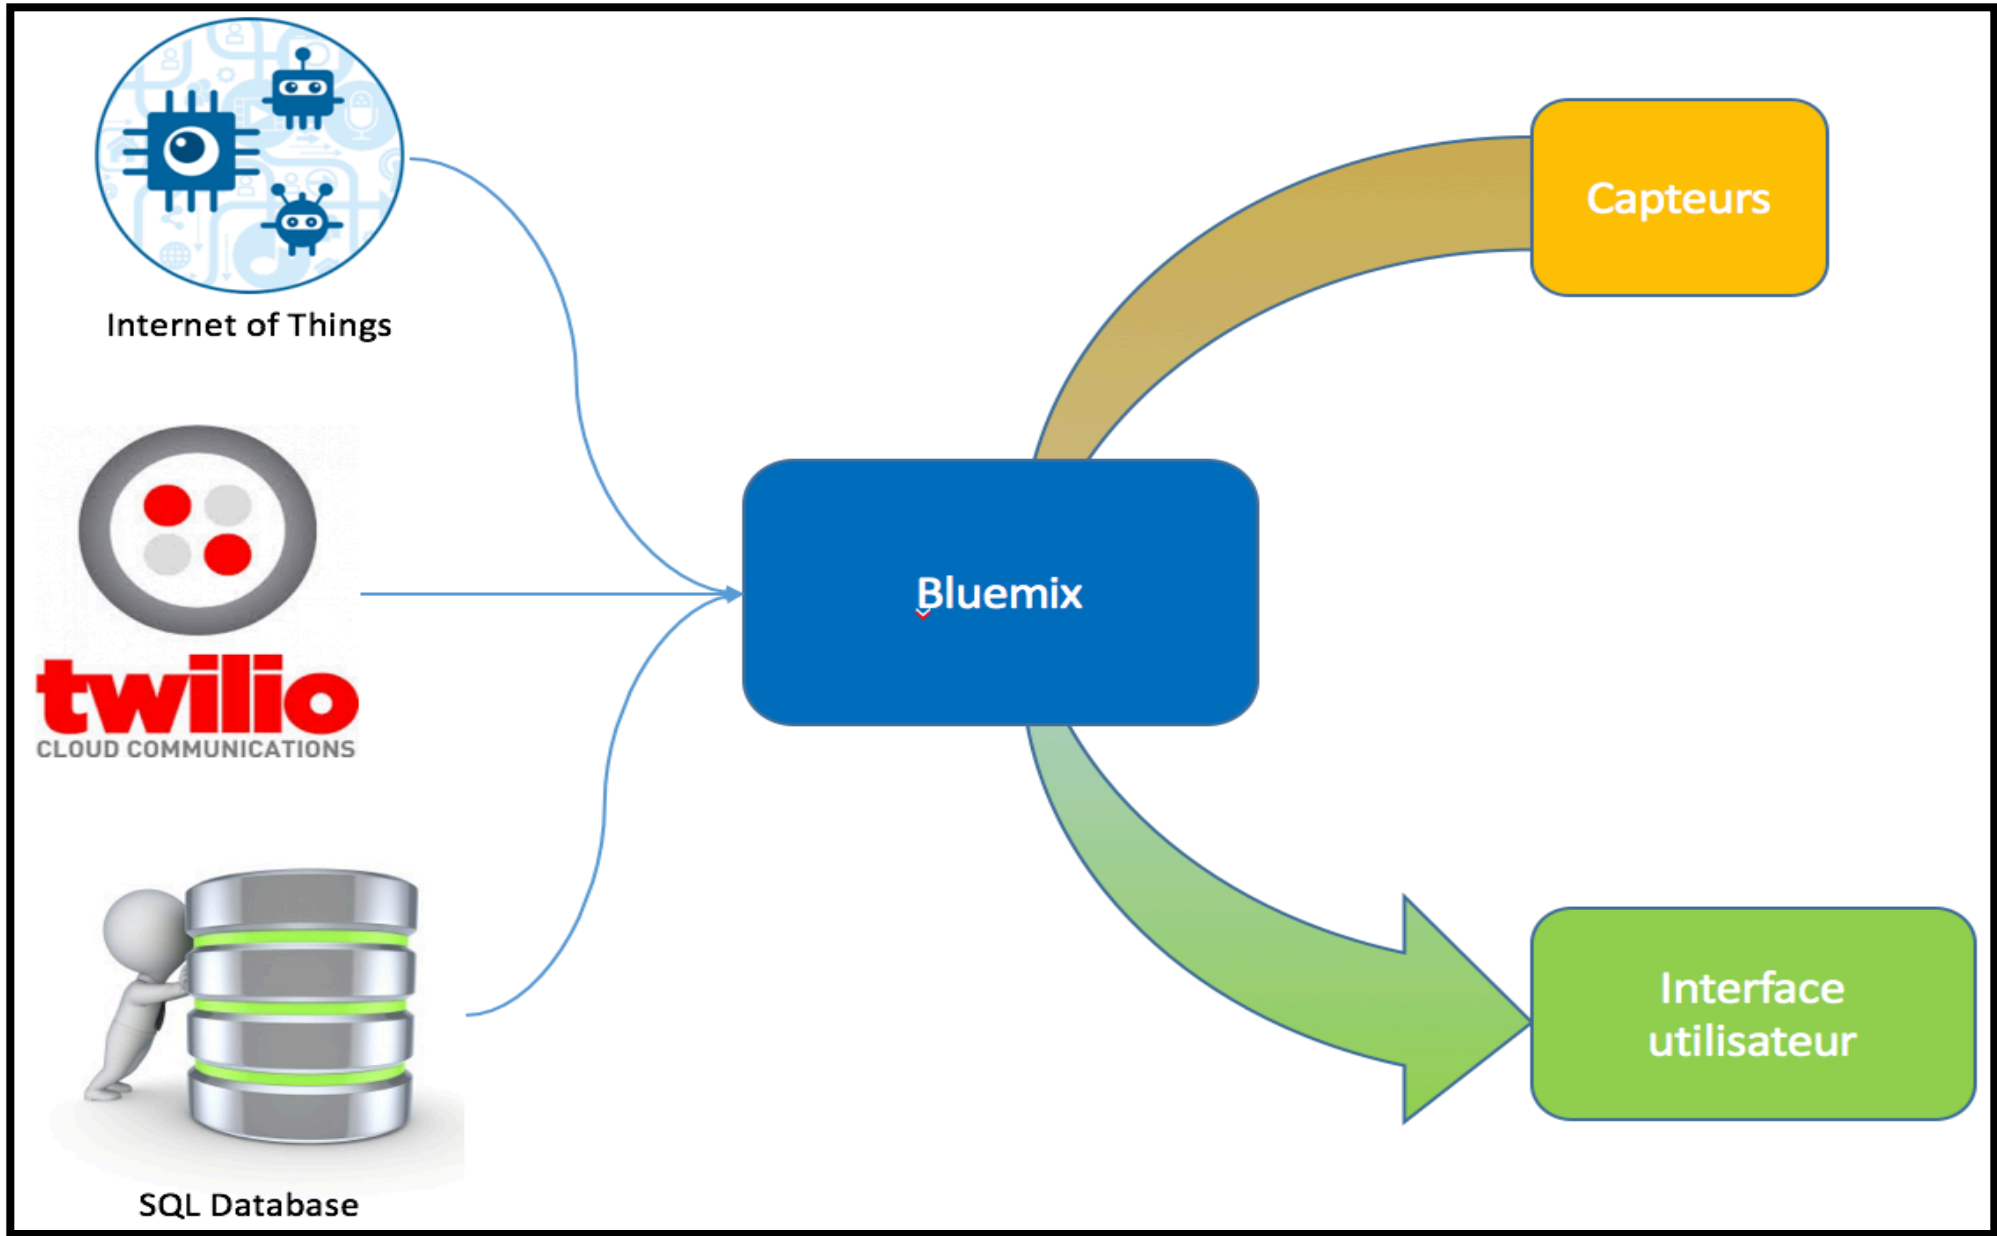 Internet of Things
twilio
CLOUD COMMUNICATIONS
SQL Database
Bluemix
Capteurs
Interface
utilisateur